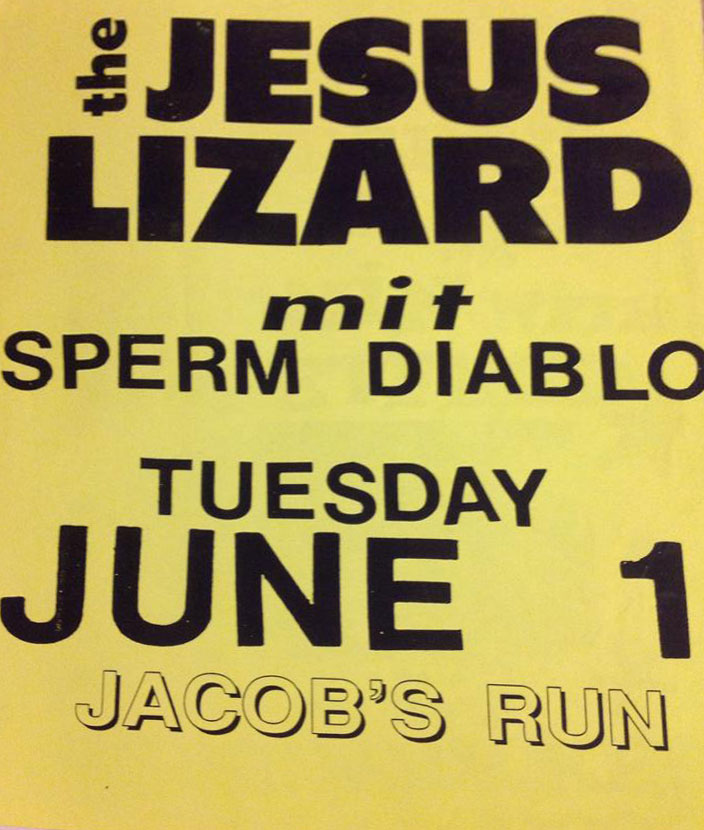 the JESUS
LIZARD
mit
SPERM DIABLO
TUESDAY
JUNE 1
JACOB'S RUN